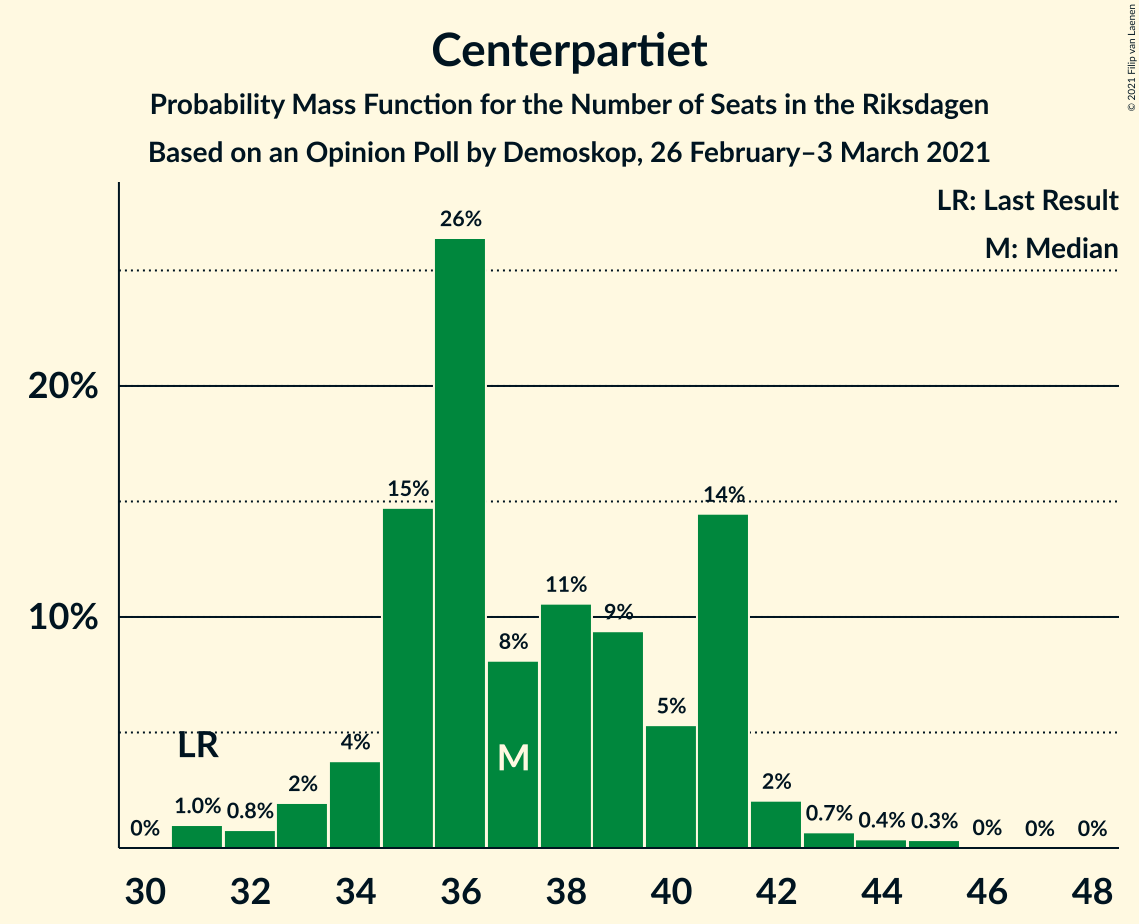 Centerpartiet
Probability Mass Function for the Number of Seats in the Riksdagen
Based on an Opinion Poll by Demoskop, 26 February–3 March 2021
© 2021 Filip van Laenen
LR: Last Result
M: Median
20%
10%
0%
1.0%
0.8%
2%
4%
15%
26%
8%
11%
9%
5%
14%
2%
0.7%
0.4%
0.3%
0%
0%
0%
LR
M
30 32 34 36 38 40 42 44 46 48